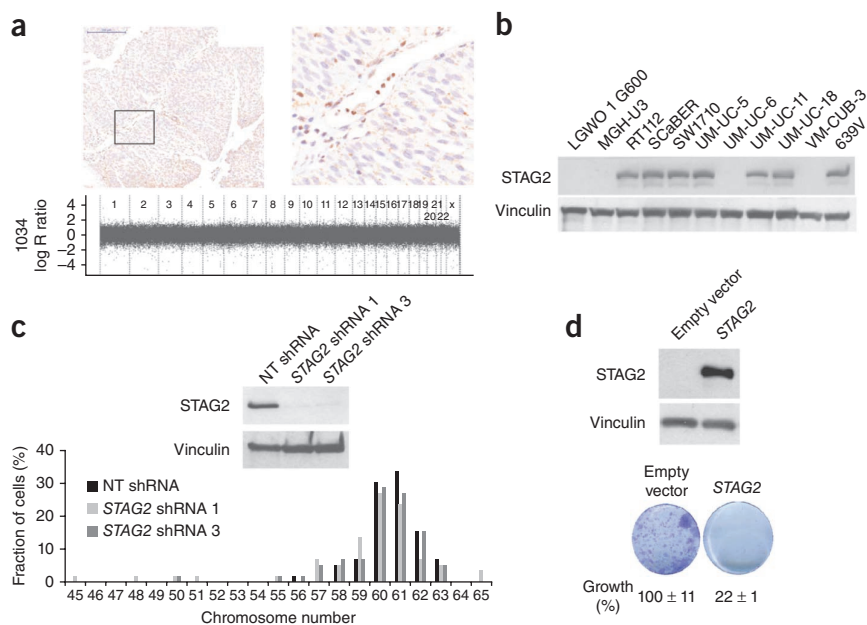 a
1034
log R ratio
4
2
0
−2
−4
1 2 3 4 5 6 7 8 9 10 11 12 13 14 15 16 17 18 19 21 x
20 22
b
LGWO 1 G600
MGH-U3
RT112
SCaBER
SW1710
UM-UC-5
UM-UC-6
UM-UC-11
UM-UC-18
VM-CUB-3
639V
STAG2
Vinculin
c
NT shRNA
STAG2 shRNA 1
STAG2 shRNA 3
STAG2
Vinculin
Fraction of cells (%)
40
30
20
10
0
NT shRNA
STAG2 shRNA 1
STAG2 shRNA 3
45 46 47 48 49 50 51 52 53 54 55 56 57 58 59 60 61 62 63 64 65
Chromosome number
d
Empty vector
STAG2
STAG2
Vinculin
Empty
vector
STAG2
Growth
(%)
100 ± 11
22 ± 1